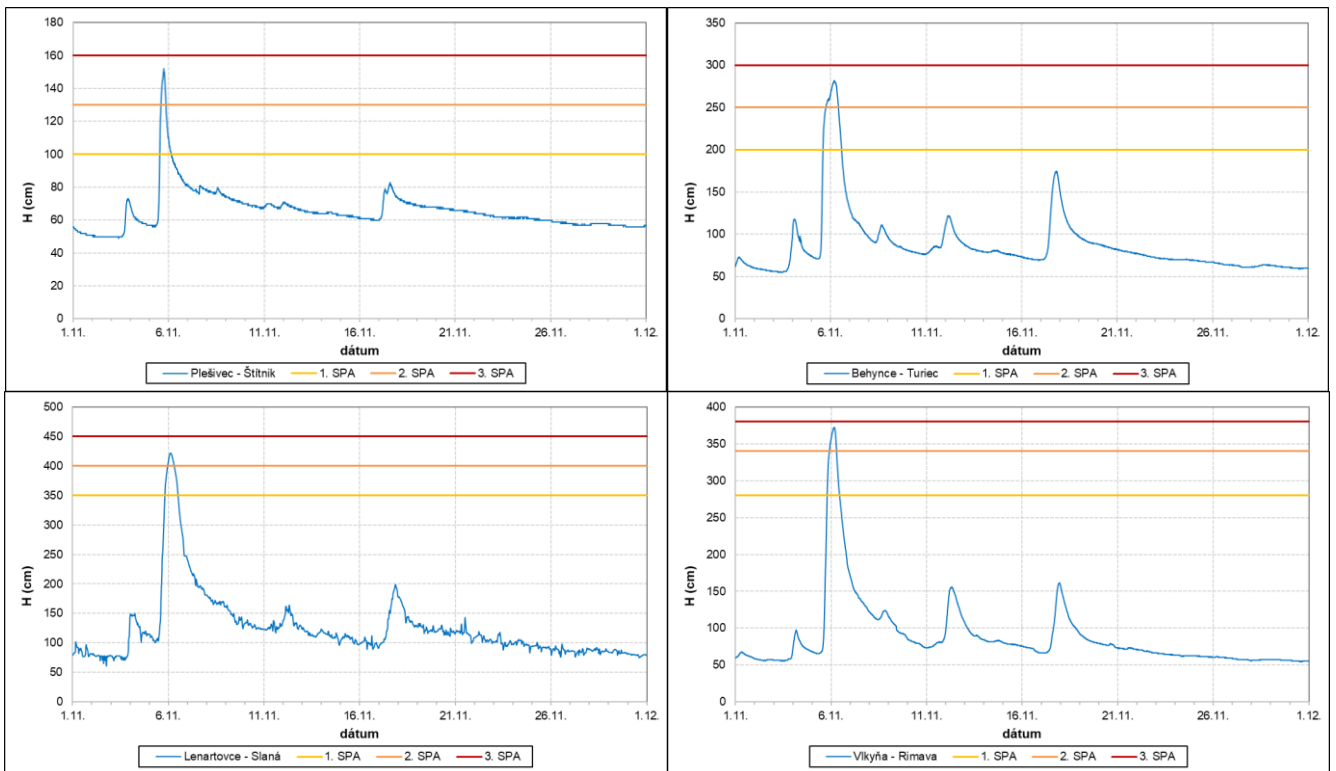 180
160
140
120
100
80
60
40
20
0
H (cm)
1.11. 6.11. 11.11. 16.11. 21.11. 26.11. 1.12.
dátum
Plešivec - Štítnik 1. SPA 2. SPA 3. SPA
350
300
250
200
150
100
50
0
H (cm)
1.11. 6.11. 11.11. 16.11. 21.11. 26.11. 1.12.
dátum
Behynce - Turiec 1. SPA 2. SPA 3. SPA
500
450
400
350
300
250
200
150
100
50
0
H (cm)
1.11. 6.11. 11.11. 16.11. 21.11. 26.11. 1.12.
dátum
Lenartovce - Slaná 1. SPA 2. SPA 3. SPA
400
350
300
250
200
150
100
50
0
H (cm)
1.11. 6.11. 11.11. 16.11. 21.11. 26.11. 1.12.
dátum
Vlkyňa - Rimava 1. SPA 2. SPA 3. SPA